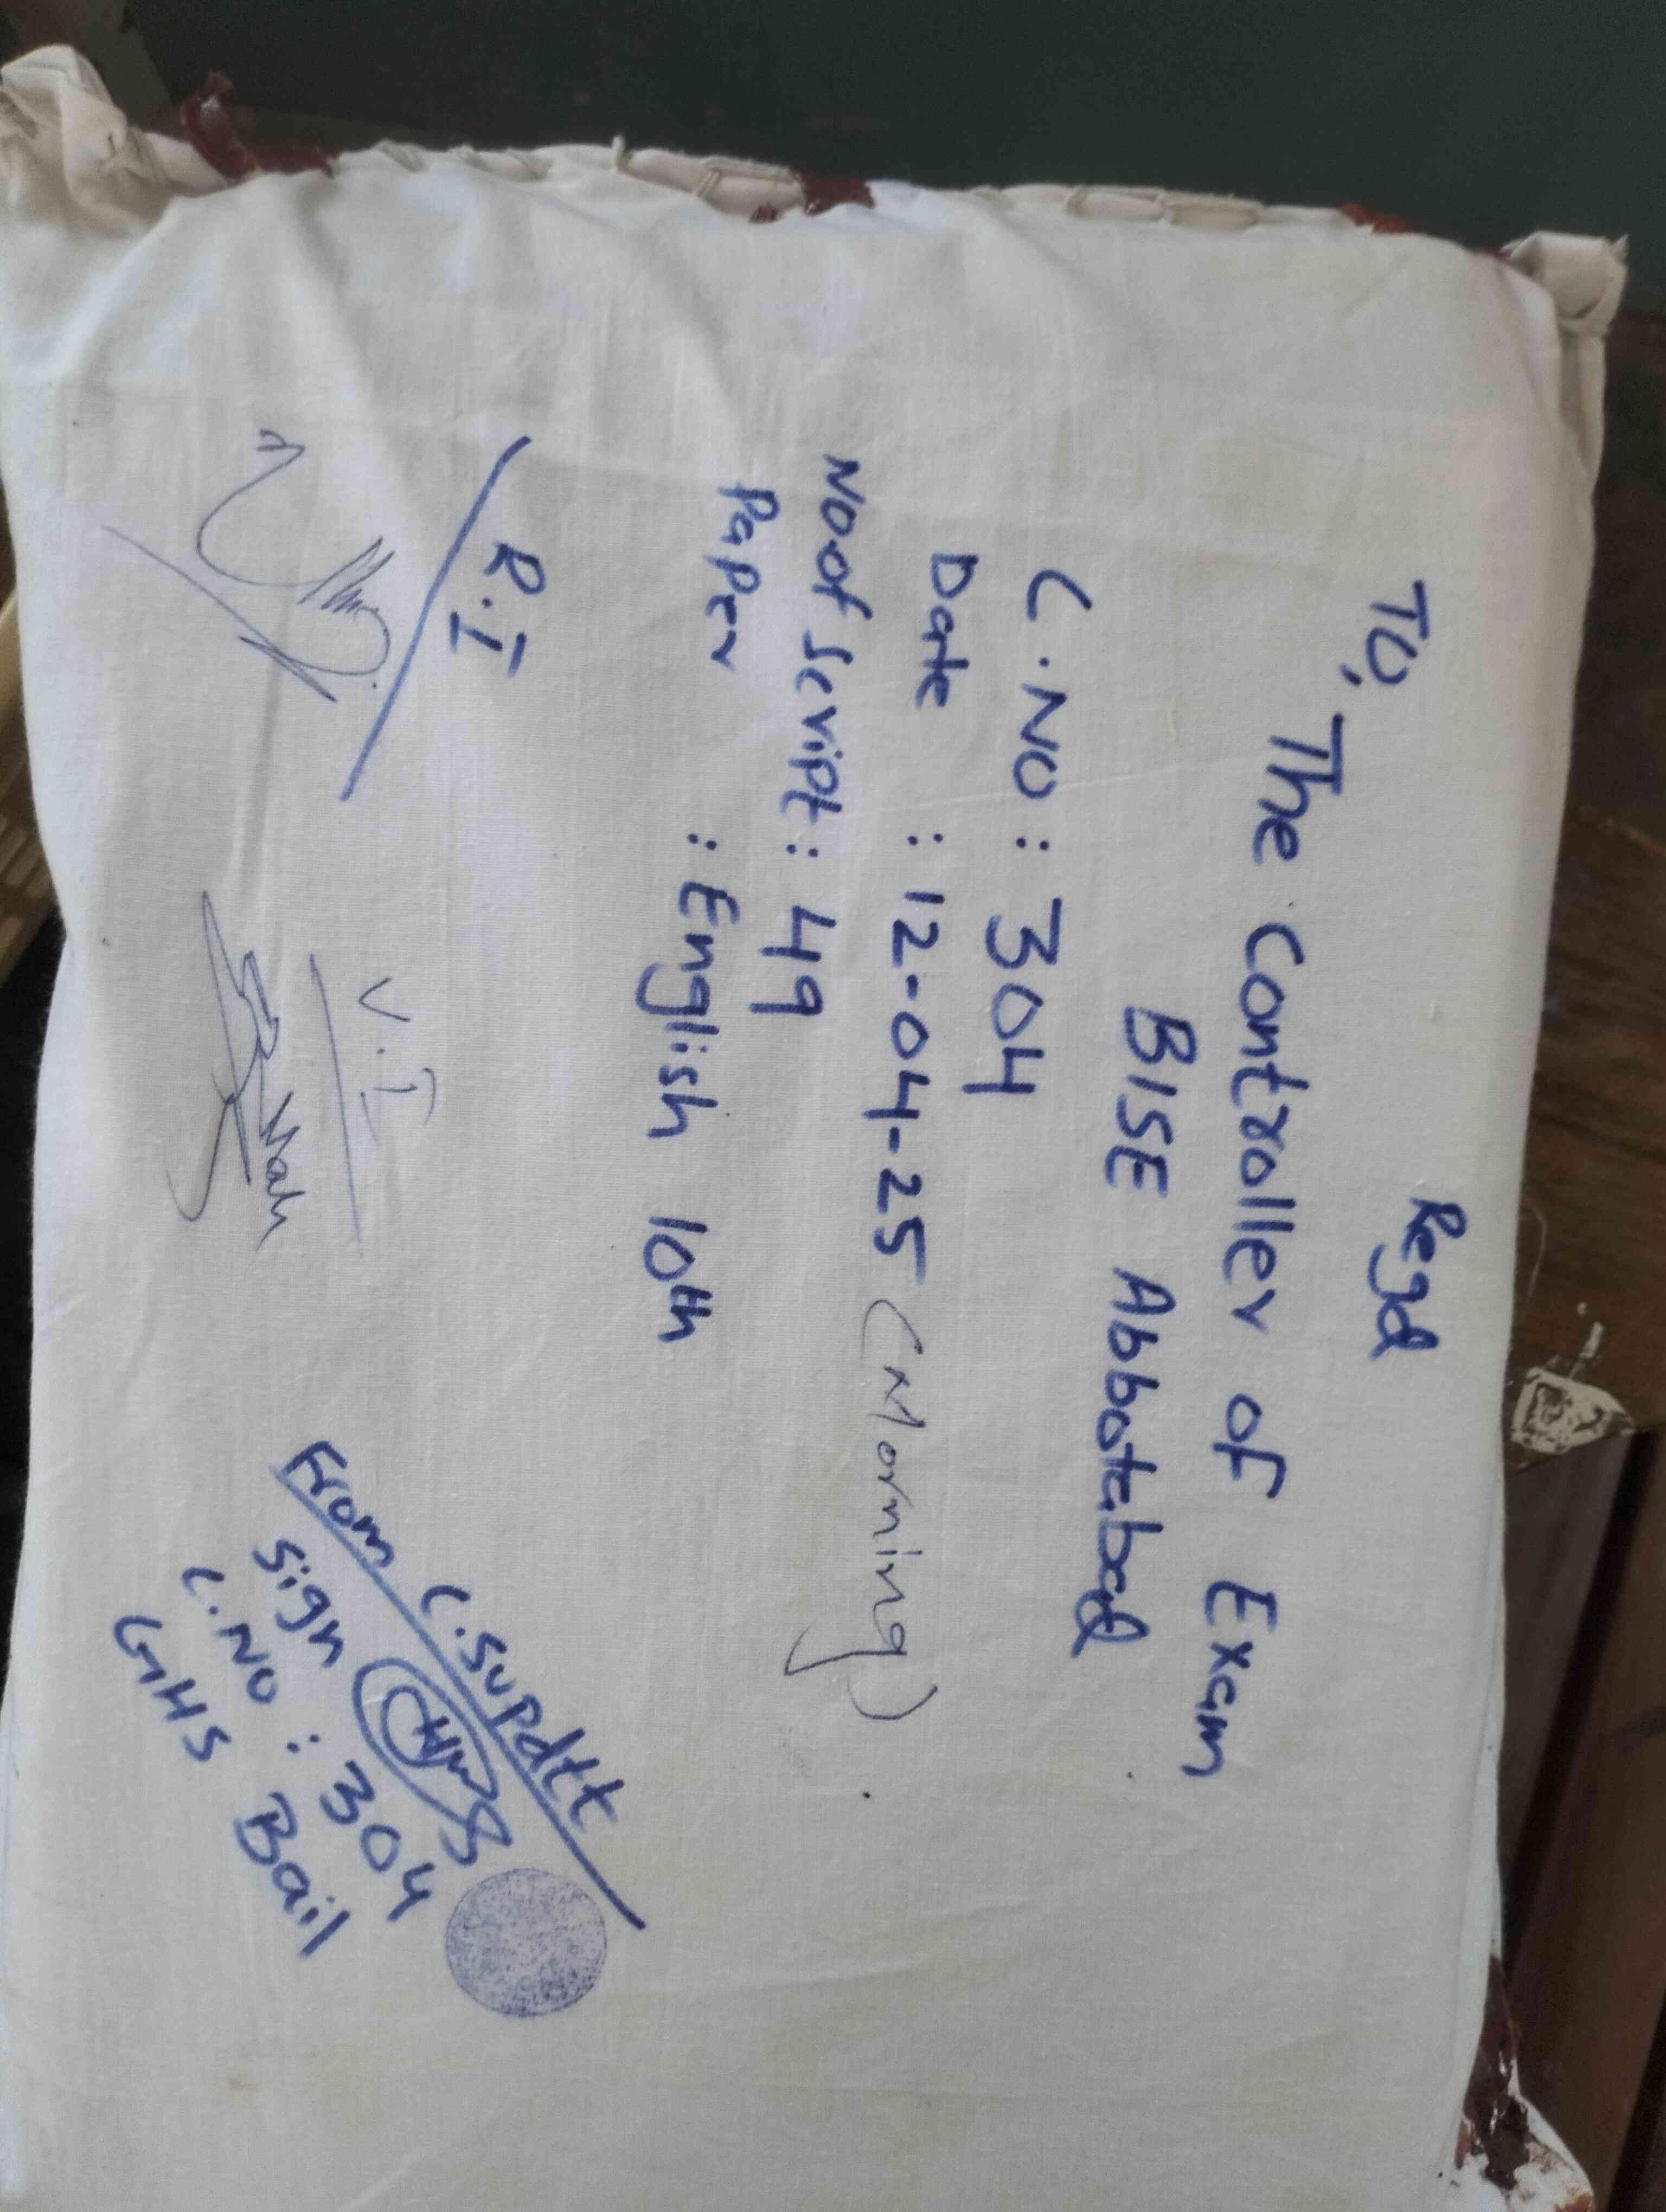 Regd
To,
The Controller of Exam
BISE Abbotabad
C.NO : 304
Date : 12-04-25 (Morning)
No.of Script : 49
Paper : English 10th
R.I
V.I
From C.Supdtt
Sign
C.NO : 304
GHS Bail